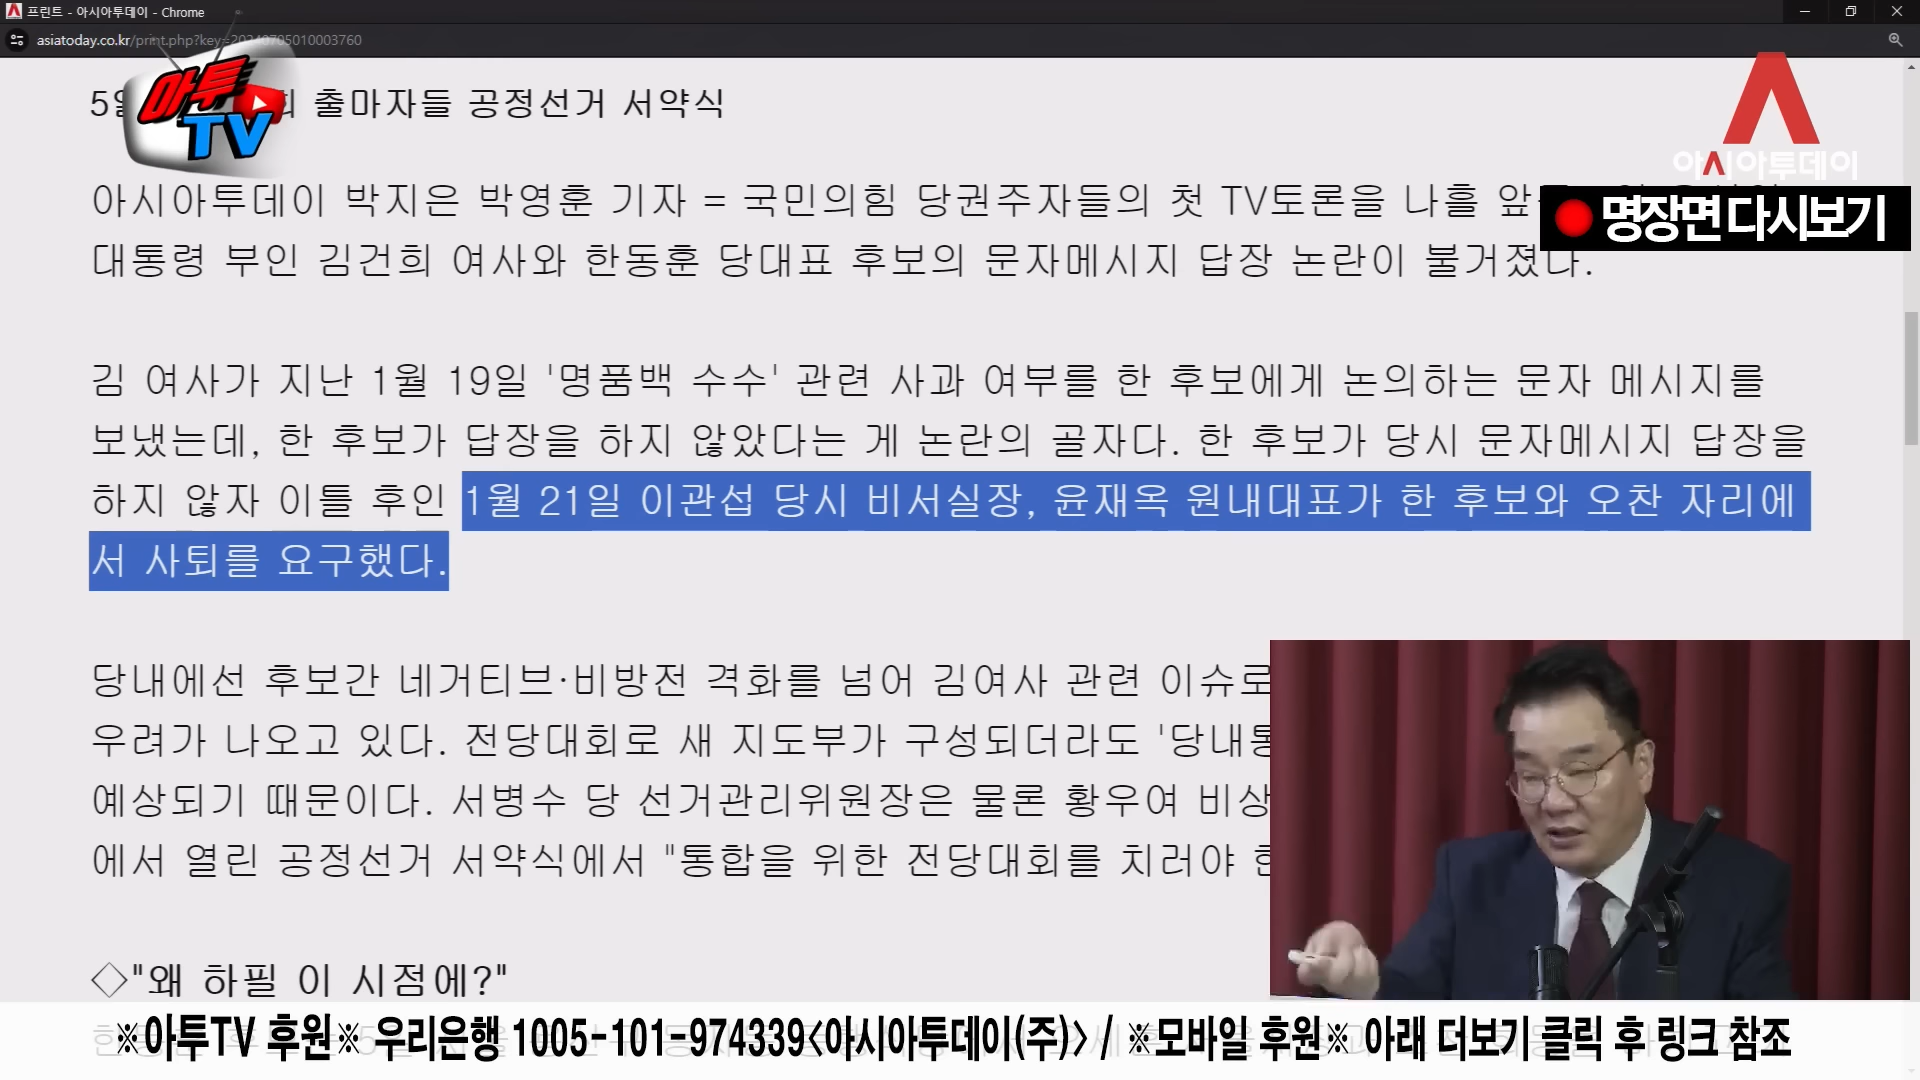 프린트 - 아시아투데이 - Chrome
asiatoday.co.kr/print.php?key=20240705010003760
아투TV
아시아투데이
명장면 다시보기
출마자들 공정선거 서약식
아시아투데이 박지은 박영훈 기자 = 국민의힘 당권주자들의 첫 TV토론을 나흘
대통령 부인 김건희 여사와 한동훈 당대표 후보의 문자메시지 답장 논란이 불거졌다.
김 여사가 지난 1월 19일 '명품백 수수' 관련 사과 여부를 한 후보에게 논의하는 문자 메시지를
보냈는데, 한 후보가 답장을 하지 않았다는 게 논란의 골자다. 한 후보가 당시 문자메시지 답장을
하지 않자 이틀 후인 1월 21일 이관섭 당시 비서실장, 윤재옥 원내대표가 한 후보와 오찬 자리에
서 사퇴를 요구했다.
당내에선 후보간 네거티브·비방전 격화를 넘어 김여사 관련 이슈로
우려가 나오고 있다. 전당대회로 새 지도부가 구성되더라도
예상되기 때문이다. 서병수 당 선거관리위원장은 물론 황우여 비상
에서 열린 공정선거 서약식에서 "통합을 위한 전당대회를 치러야
◇"왜 하필 이 시점에?"
※아투TV 후원※ 우리은행 1005-101-974339<아시아투데이(주)> / ※모바일 후원※ 아래 더보기 클릭 후 링크 참조